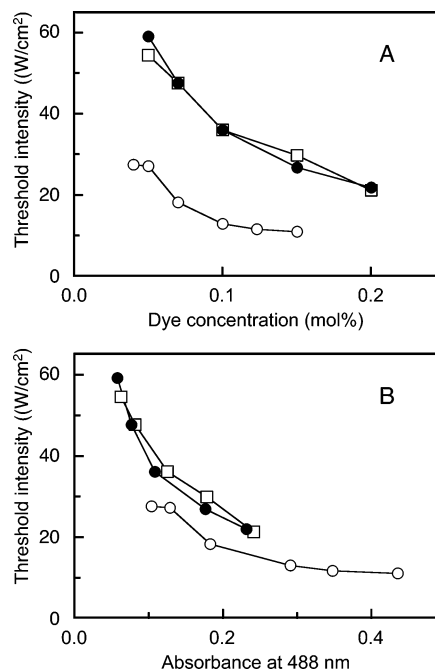 60
A
40
20
0
0.0
0.1
0.2
Threshold intensity ((W/cm²)
Dye concentration (mol%)
60
B
40
20
0
0.0
0.2
0.4
Threshold intensity ((W/cm²)
Absorbance at 488 nm